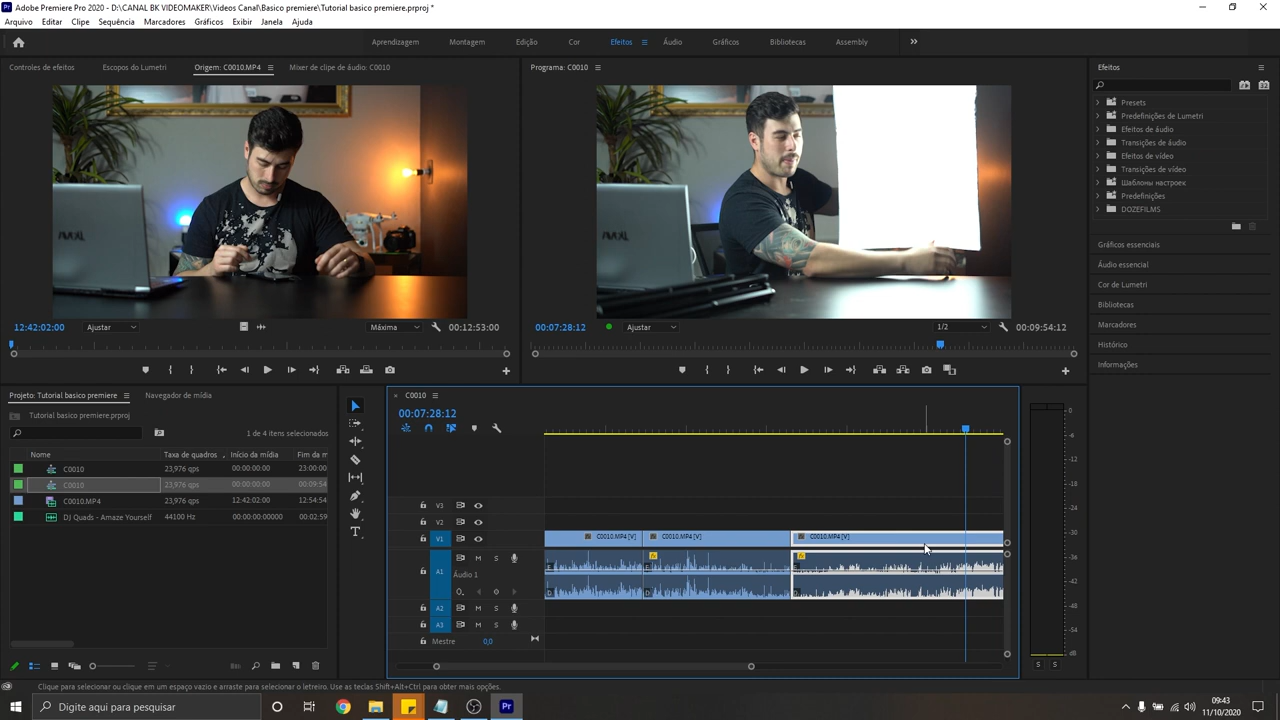 Adobe Premiere Pro 2020 - D:\CANAL BK VIDEOMAKER\Videos Canal\Basico premiere\Tutorial basico premiere.prproj *
Arquivo Editar Clipe Sequência Marcadores Gráficos Exibir Janela Ajuda
Aprendizagem Montagem Edição Cor Efeitos Áudio Gráficos Bibliotecas Assembly
Controles de efeitos Escopos do Lumetri Origem: C0010.MP4 Mixer de clipe de áudio: C0010
12:42:02:00 Ajustar Máxima 00:12:53:00
Programa: C0010
00:07:28:12 Ajustar 1/2 00:09:54:12
Efeitos
Presets
Predefinições de Lumetri
Efeitos de áudio
Transições de áudio
Efeitos de vídeo
Transições de vídeo
Шаблоны настроек
Predefinições
DOZEFILMS
Gráficos essenciais
Áudio essencial
Cor de Lumetri
Bibliotecas
Marcadores
Histórico
Informações
Projeto: Tutorial basico premiere Navegador de mídia
Tutorial basico premiere.prproj
1 de 4 itens selecionados
Nome Taxa de quadros Início da mídia Fim da m
C0010 23,976 qps 00:00:00:00 23:00:00
C0010 23,976 qps 00:00:00:00 00:09:54
C0010.MP4 23,976 qps 12:42:02:00 12:54:54
DJ Quads - Amaze Yourself 44100 Hz 00:00:00:00000 00:02:59
C0010
00:07:28:12
V3
V2
V1 C0010.MP4 [V] C0010.MP4 [V] C0010.MP4 [V]
A1 M S
Áudio 1
A2 M S
A3 M S
Mestre 0,0
0
-6
-12
-18
-24
-30
-36
-42
-48
-54
dB
S S
Clique para selecionar ou clique em um espaço vazio e arraste para selecionar o letreiro. Use as teclas Shift+Alt+Ctrl para obter mais opções.
Digite aqui para pesquisar
09:43
11/10/2020